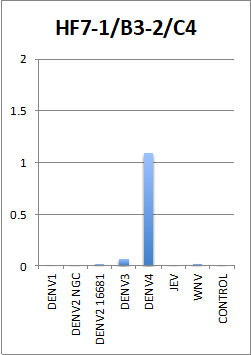 HF7-1/B3-2/C4
2
1.5
1
0.5
0
DENV1
DENV2 NGC
DENV2 16681
DENV3
DENV4
JEV
WNV
CONTROL